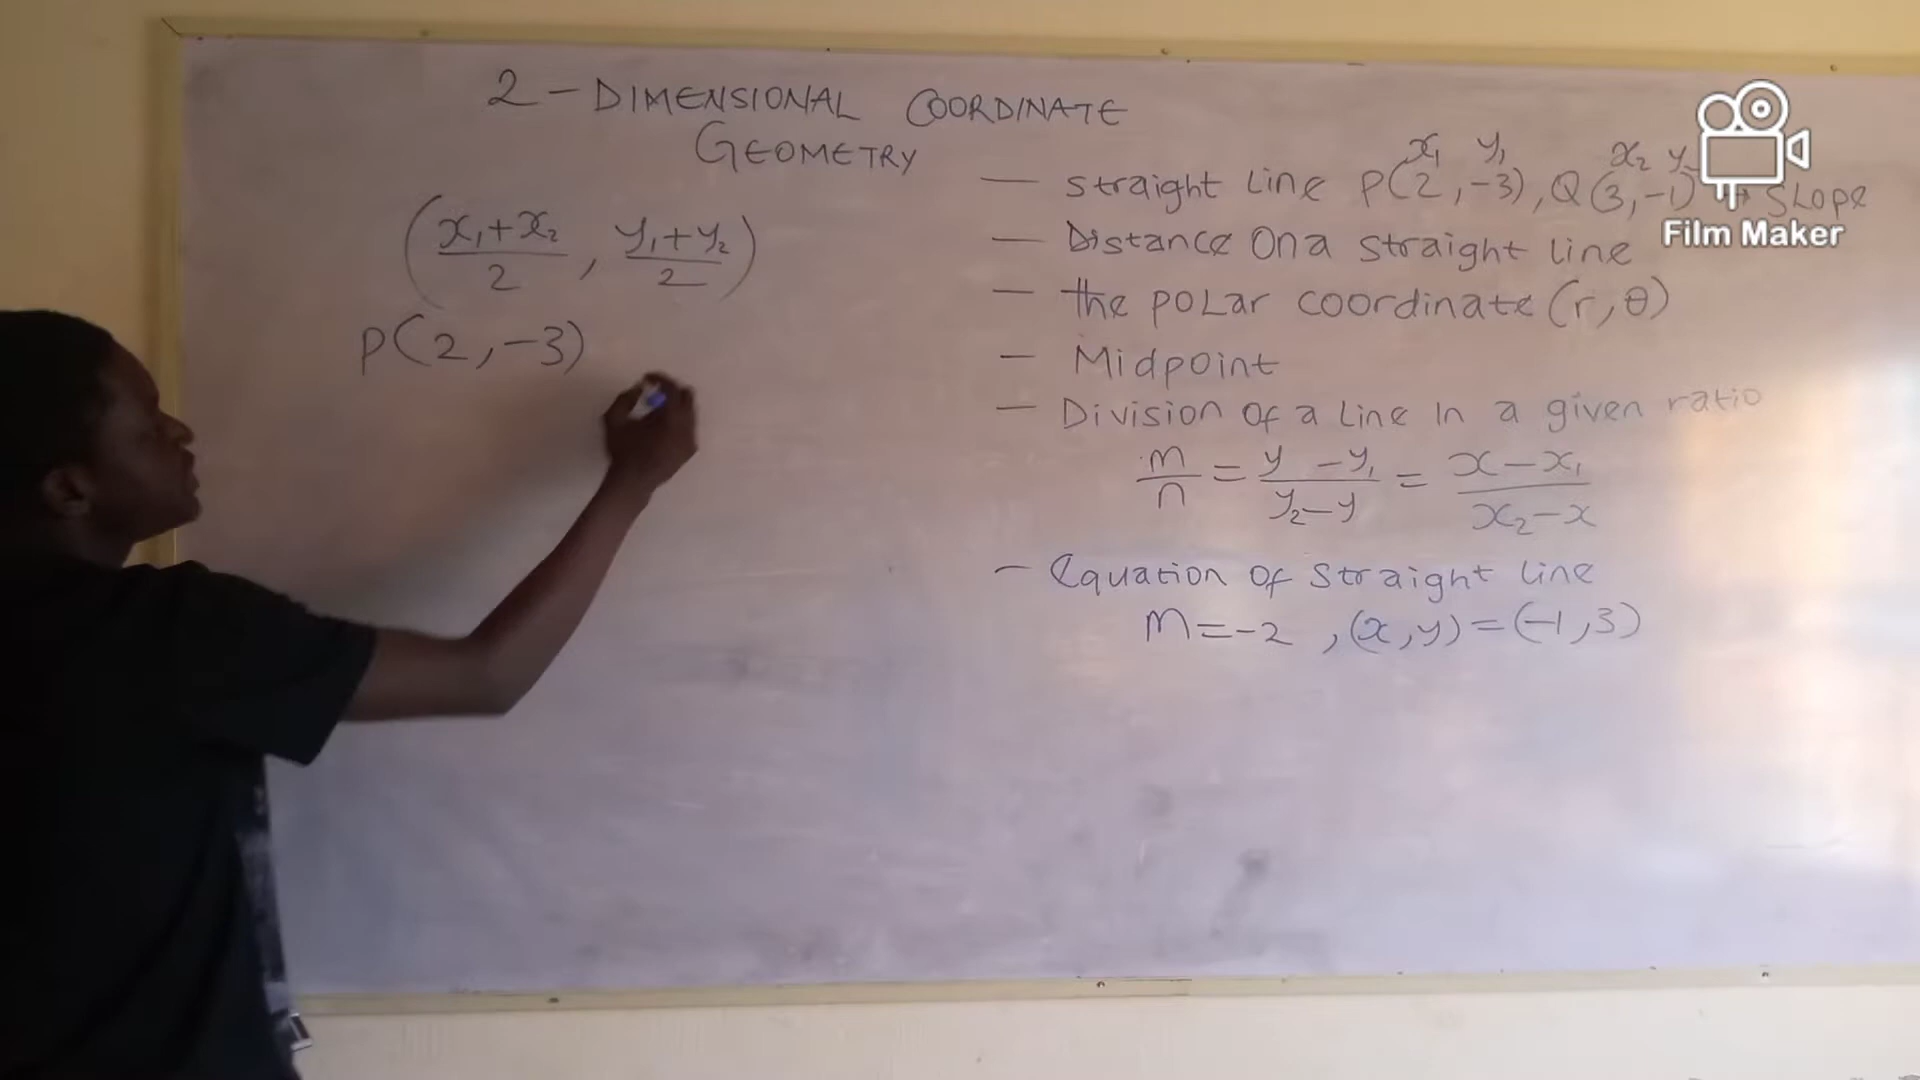 2 - DIMENSIONAL COORDINATE
GEOMETRY
(x₁+x₂/2, y₁+y₂/2)
P(2, -3)
x₁ y₁ x₂ y₂
— straight Line P(2, -3), Q(3, -1) → Slope
— Distance On a straight line
— the poLar coordinate (r, θ)
— Midpoint
— Division Of a Line In a given ratio
m/n = y - y₁/y₂ - y = x - x₁/x₂ - x
— Equation Of straight line
M = -2 , (x, y) = (-1, 3)
Film Maker